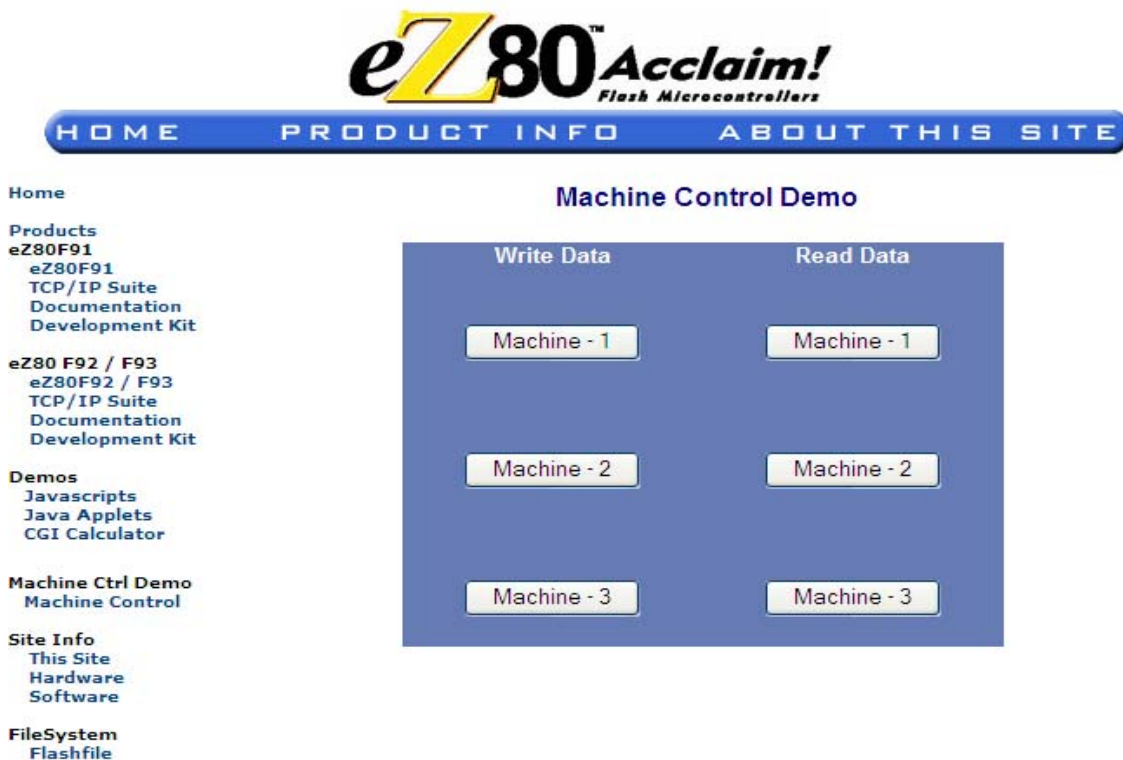 eZ80™ Acclaim!
Flash Microcontrollers
HOME PRODUCT INFO ABOUT THIS SITE
Home
Products
eZ80F91
eZ80F91
TCP/IP Suite
Documentation
Development Kit
eZ80 F92 / F93
eZ80F92 / F93
TCP/IP Suite
Documentation
Development Kit
Demos
Javascripts
Java Applets
CGI Calculator
Machine Ctrl Demo
Machine Control
Site Info
This Site
Hardware
Software
FileSystem
Flashfile
Machine Control Demo
Write Data Read Data
Machine - 1 Machine - 1
Machine - 2 Machine - 2
Machine - 3 Machine - 3